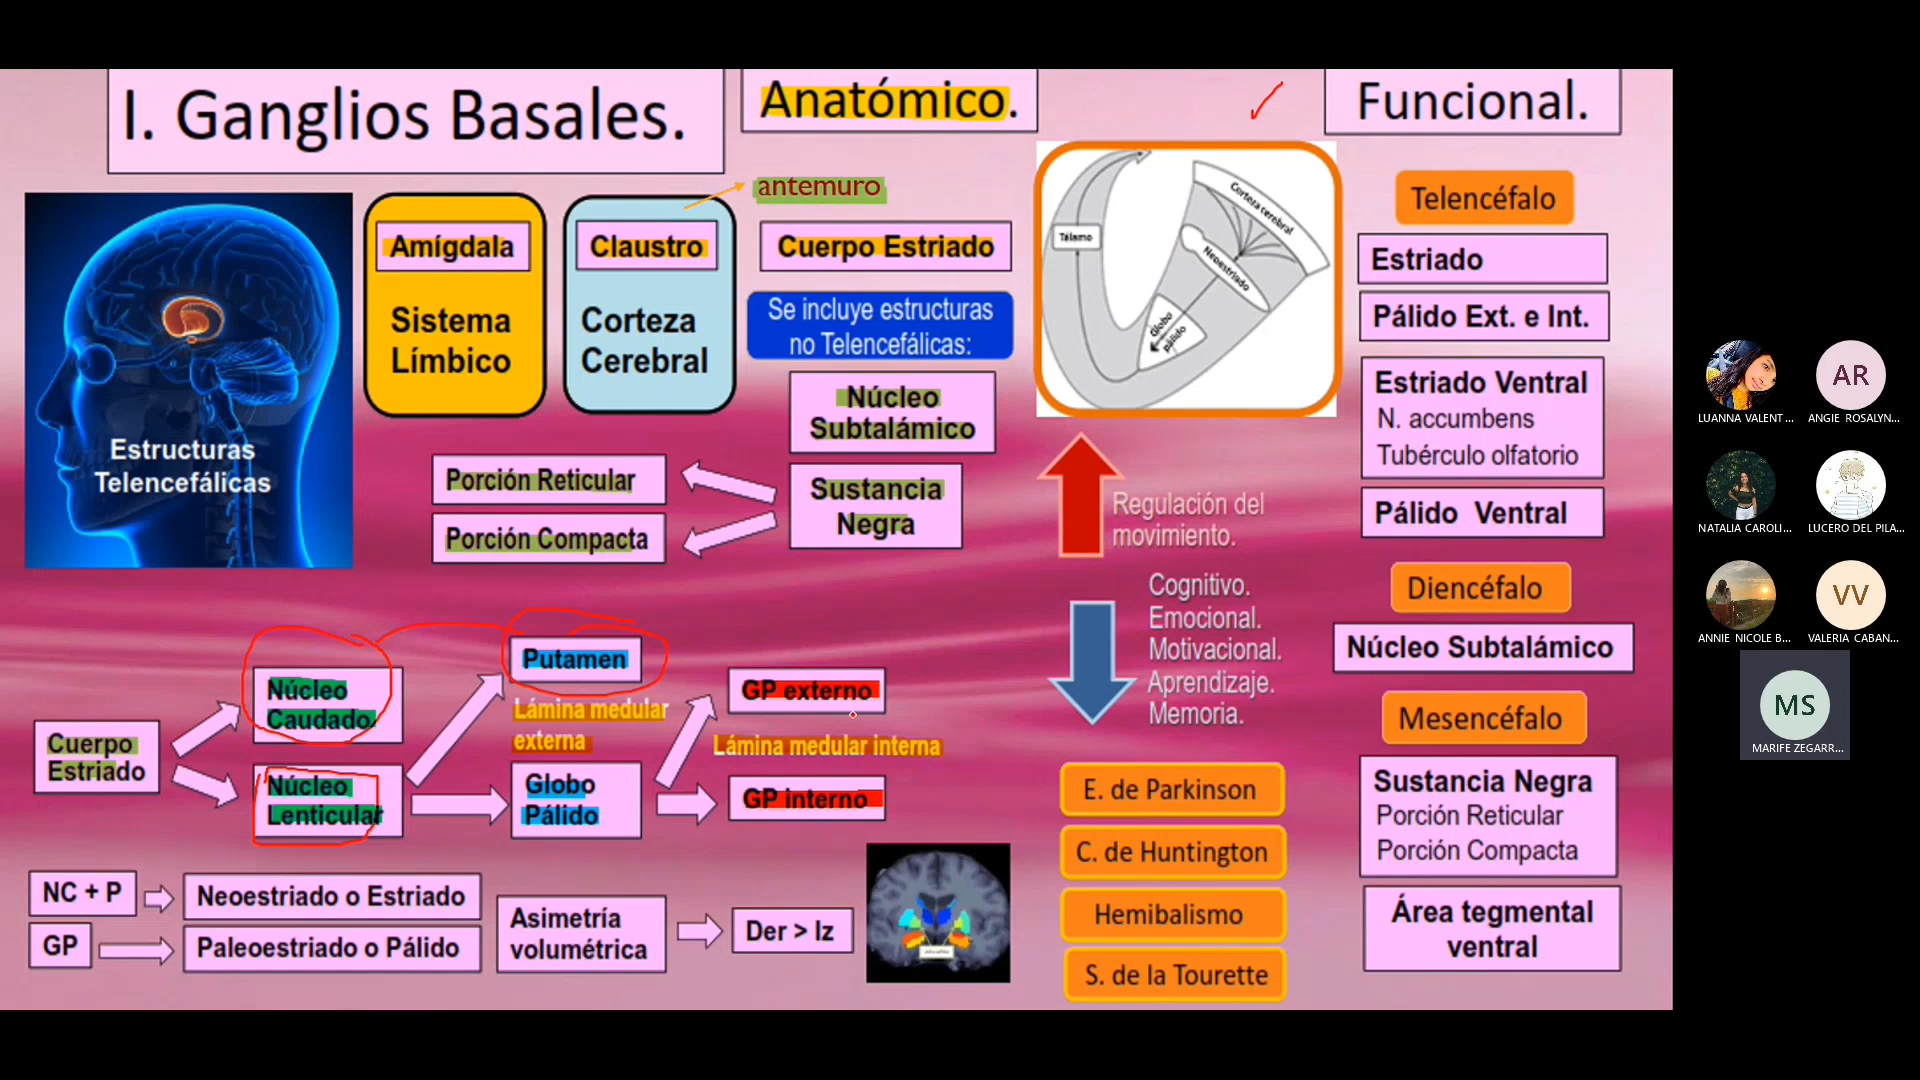 I. Ganglios Basales.
Anatómico.
Funcional.
antemuro
Amígdala
Sistema
Límbico
Claustro
Corteza
Cerebral
Cuerpo Estriado
Se incluye estructuras
no Telencefálicas:
Núcleo
Subtalámico
Sustancia
Negra
Porción Reticular
Porción Compacta
Estructuras
Telencefálicas
Corteza cerebral
Tálamo
Neoestriado
Globo
pálido
Regulación del
movimiento.
Cognitivo.
Emocional.
Motivacional.
Aprendizaje.
Memoria.
Telencéfalo
Estriado
Pálido Ext. e Int.
Estriado Ventral
N. accumbens
Tubérculo olfatorio
Pálido Ventral
Diencéfalo
Núcleo Subtalámico
Mesencéfalo
Sustancia Negra
Porción Reticular
Porción Compacta
Área tegmental
ventral
Cuerpo
Estriado
Núcleo
Caudado
Núcleo
Lenticular
Putamen
Lámina medular
externa
Globo
Pálido
GP externo
Lámina medular interna
GP interno
NC + P
Neoestriado o Estriado
GP
Paleoestriado o Pálido
Asimetría
volumétrica
Der > Iz
E. de Parkinson
C. de Huntington
Hemibalismo
S. de la Tourette
LUANNA VALENT...
AR
ANGIE ROSALYN...
NATALIA CAROLI...
LUCERO DEL PILA...
ANNIE NICOLE B...
VV
VALERIA CABAN...
MS
MARIFE ZEGARR...